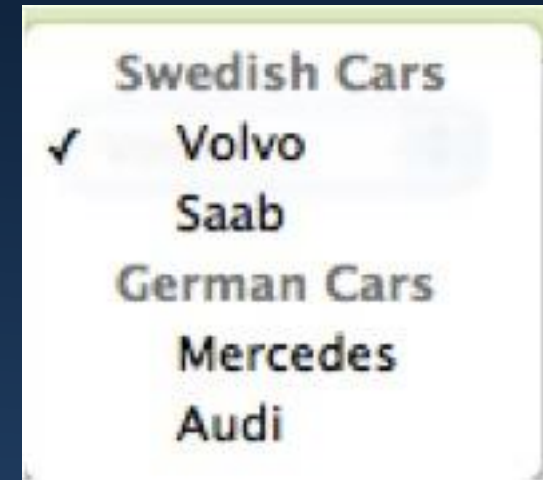 Swedish Cars
✓ Volvo
Saab
German Cars
Mercedes
Audi